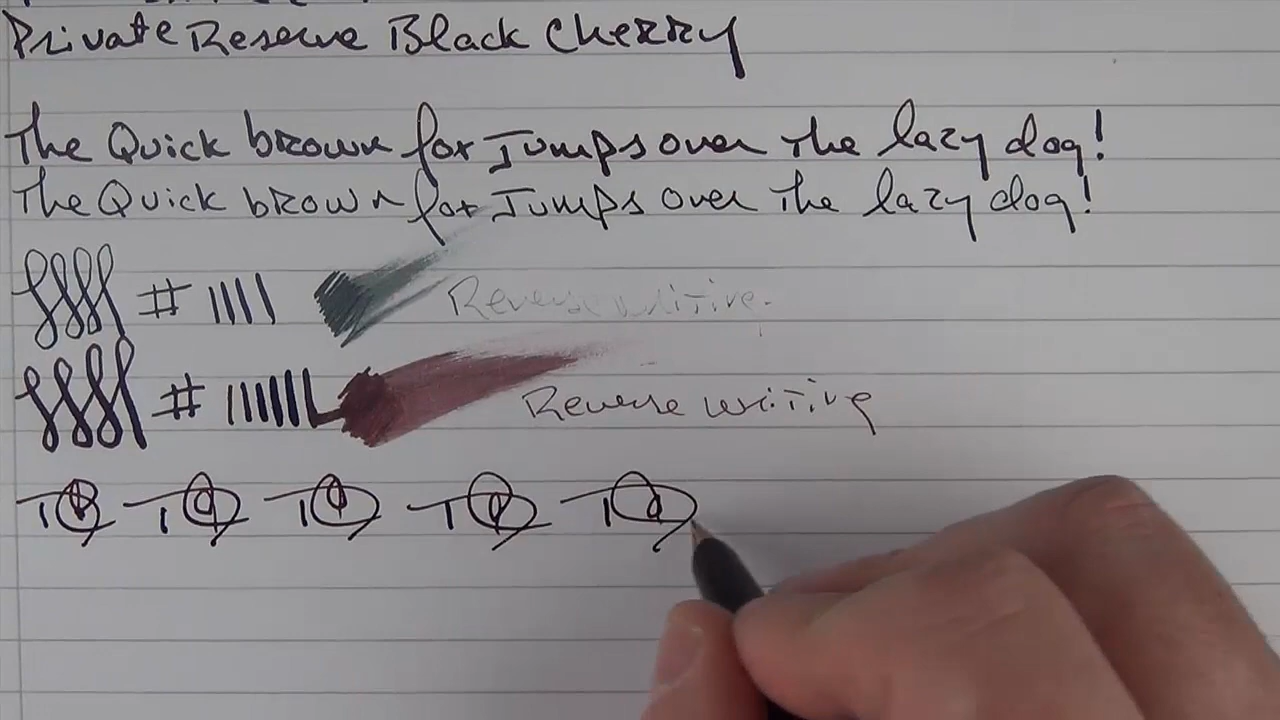 Private Reserve Black Cherry
The Quick brown fox Jumps over the lazy dog!
The Quick brown fox Jumps over the lazy dog!
# Reverse writing
# Reverse writing